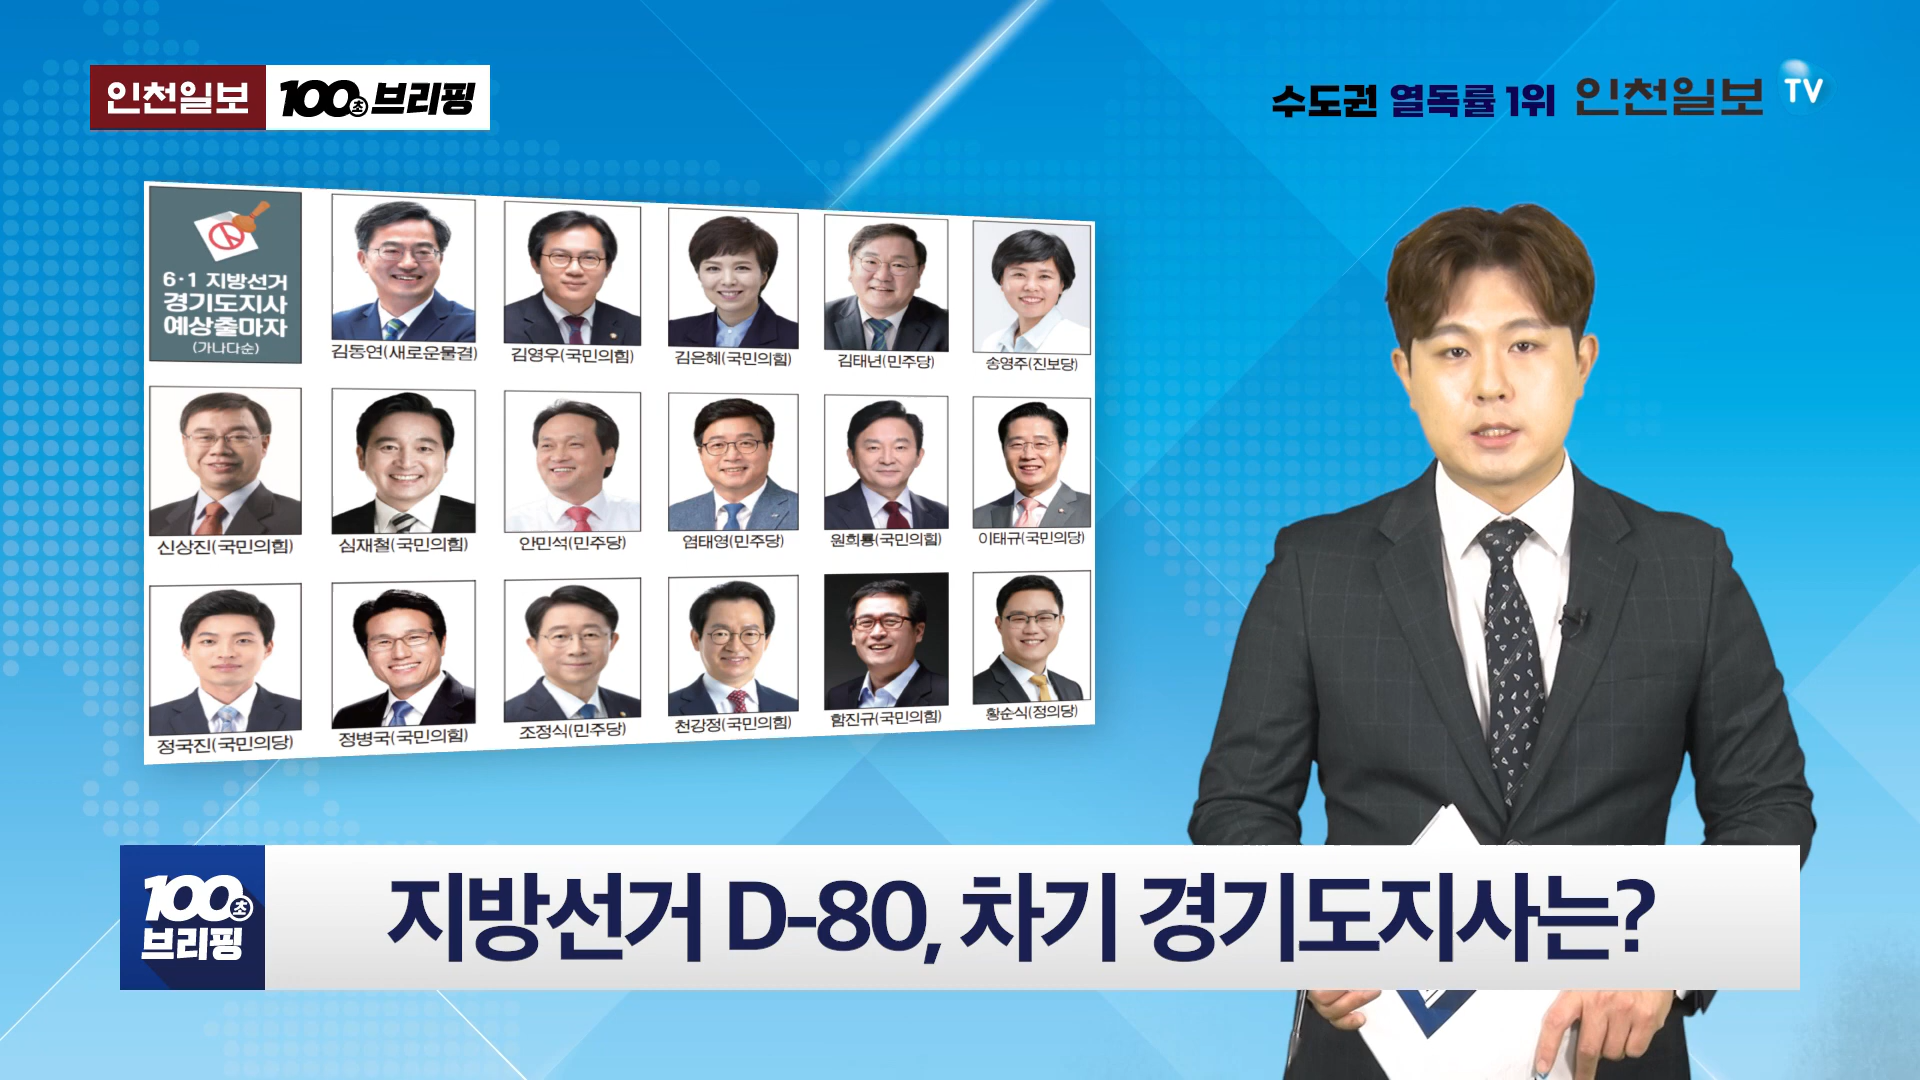 인천일보 100초 브리핑
수도권 열독률 1위 인천일보 TV
6·1 지방선거
경기도지사
예상출마자
(가나다순)
김동연(새로운물결) 김영우(국민의힘) 김은혜(국민의힘) 김태년(민주당) 송영주(진보당)
신상진(국민의힘) 심재철(국민의힘) 안민석(민주당) 염태영(민주당) 원희룡(국민의힘) 이태규(국민의당)
정국진(국민의당) 정병국(국민의힘) 조정식(민주당) 천강정(국민의힘) 함진규(국민의힘) 황순식(정의당)
100초
브리핑
지방선거 D-80, 차기 경기도지사는?